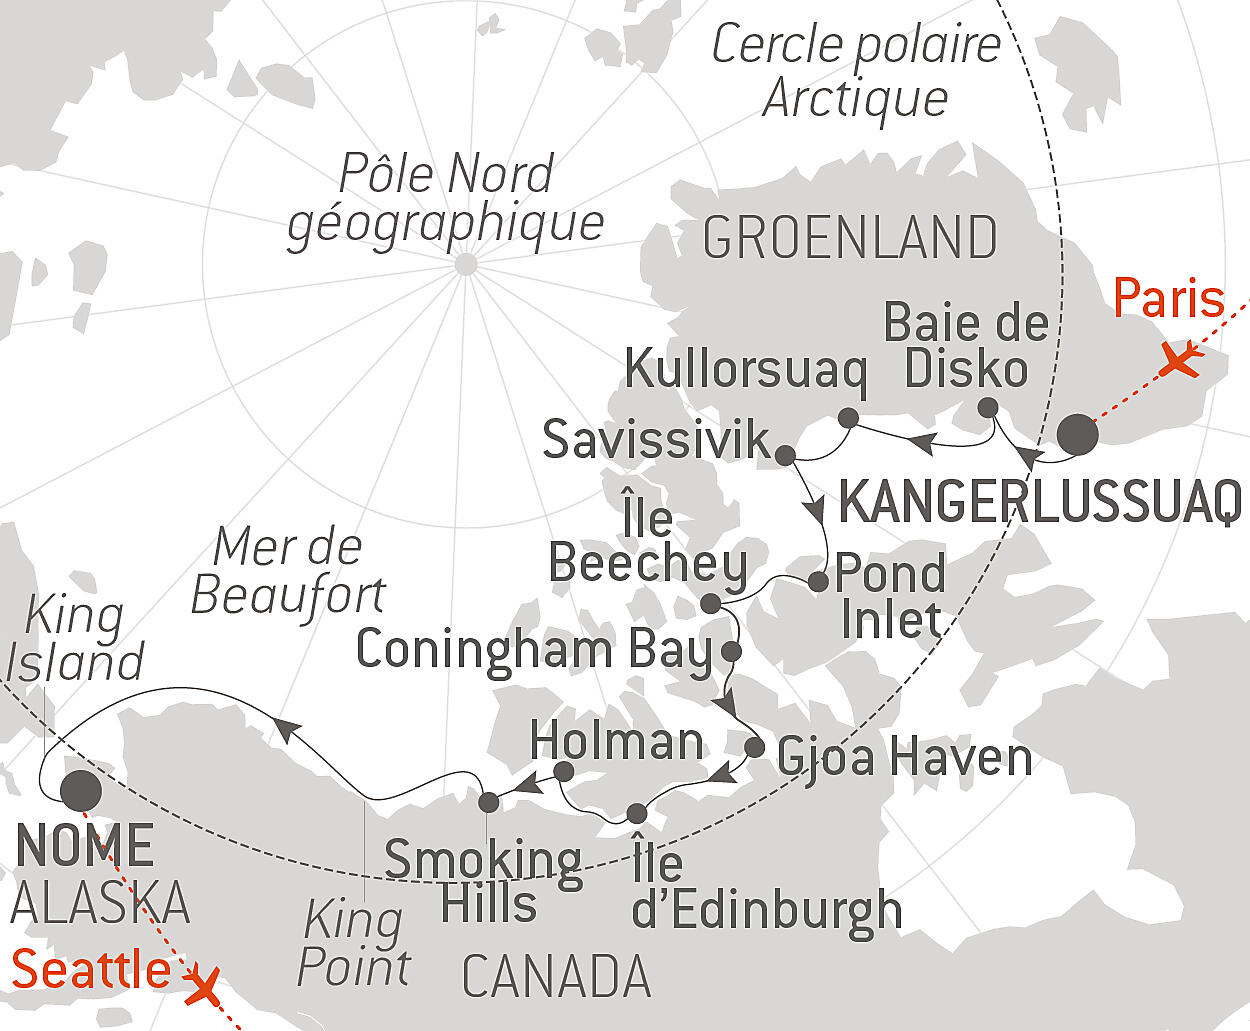 Cercle polaire
Arctique
Pôle Nord
géographique
GROENLAND
Paris
Baie de
Disko
Kullorsuaq
Savissivik
KANGERLUSSUAQ
Île
Beechey
Pond
Inlet
Mer de
Beaufort
King
Island
Coningham Bay
Holman
Gjoa Haven
NOME
ALASKA
Smoking
Hills
Île
d'Edinburgh
King
Point
Seattle
CANADA